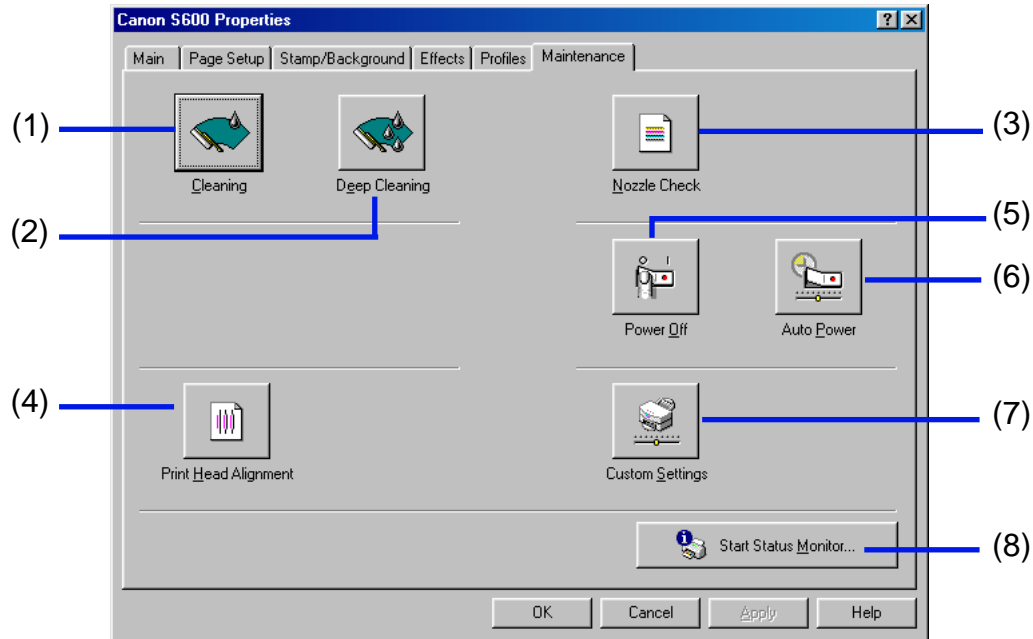 Canon S600 Properties
Main Page Setup Stamp/Background Effects Profiles Maintenance
(1)
(3)
Cleaning Deep Cleaning Nozzle Check
(2)
(5)
(6)
Power Off Auto Power
(4)
(7)
Print Head Alignment Custom Settings
Start Status Monitor...
(8)
OK Cancel Apply Help